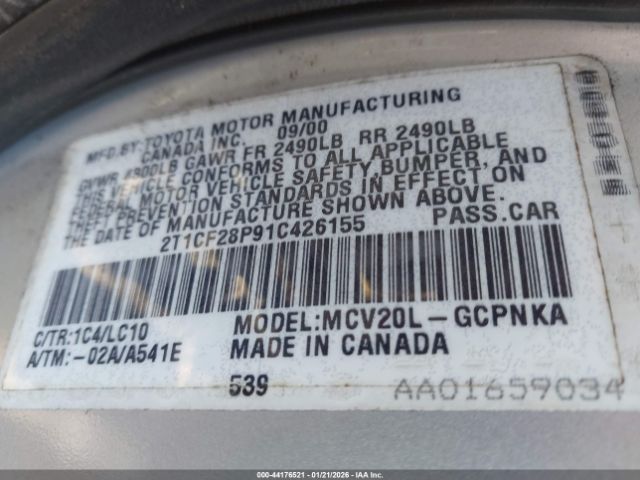 MFD.BY:TOYOTA MOTOR MANUFACTURING
CANADA INC. 09/00
GVWR 4800LB GAWR FR 2490LB RR 2490LB
THIS VEHICLE CONFORMS TO ALL APPLICABLE
FEDERAL MOTOR VEHICLE SAFETY,BUMPER, AND
THEFT PREVENTION STANDARDS IN EFFECT ON
THE DATE OF MANUFACTURE SHOWN ABOVE.
2T1CF28P91C426155 PASS.CAR
C/TR:1C4/LC10 MODEL:MCV20L-GCPNKA
A/TM:-02A/A541E MADE IN CANADA
539 AA01659034
000-44176521 - 01/21/2026 - IAA, INC